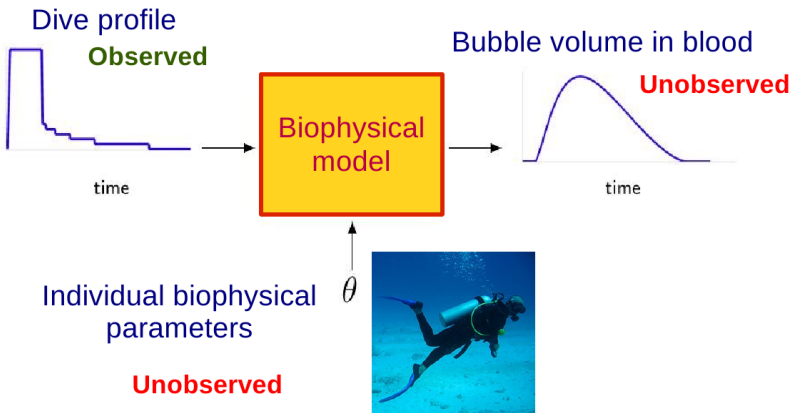 Dive profile
Observed
time
Biophysical
model
Bubble volume in blood
Unobserved
time
Individual biophysical
parameters
θ
Unobserved